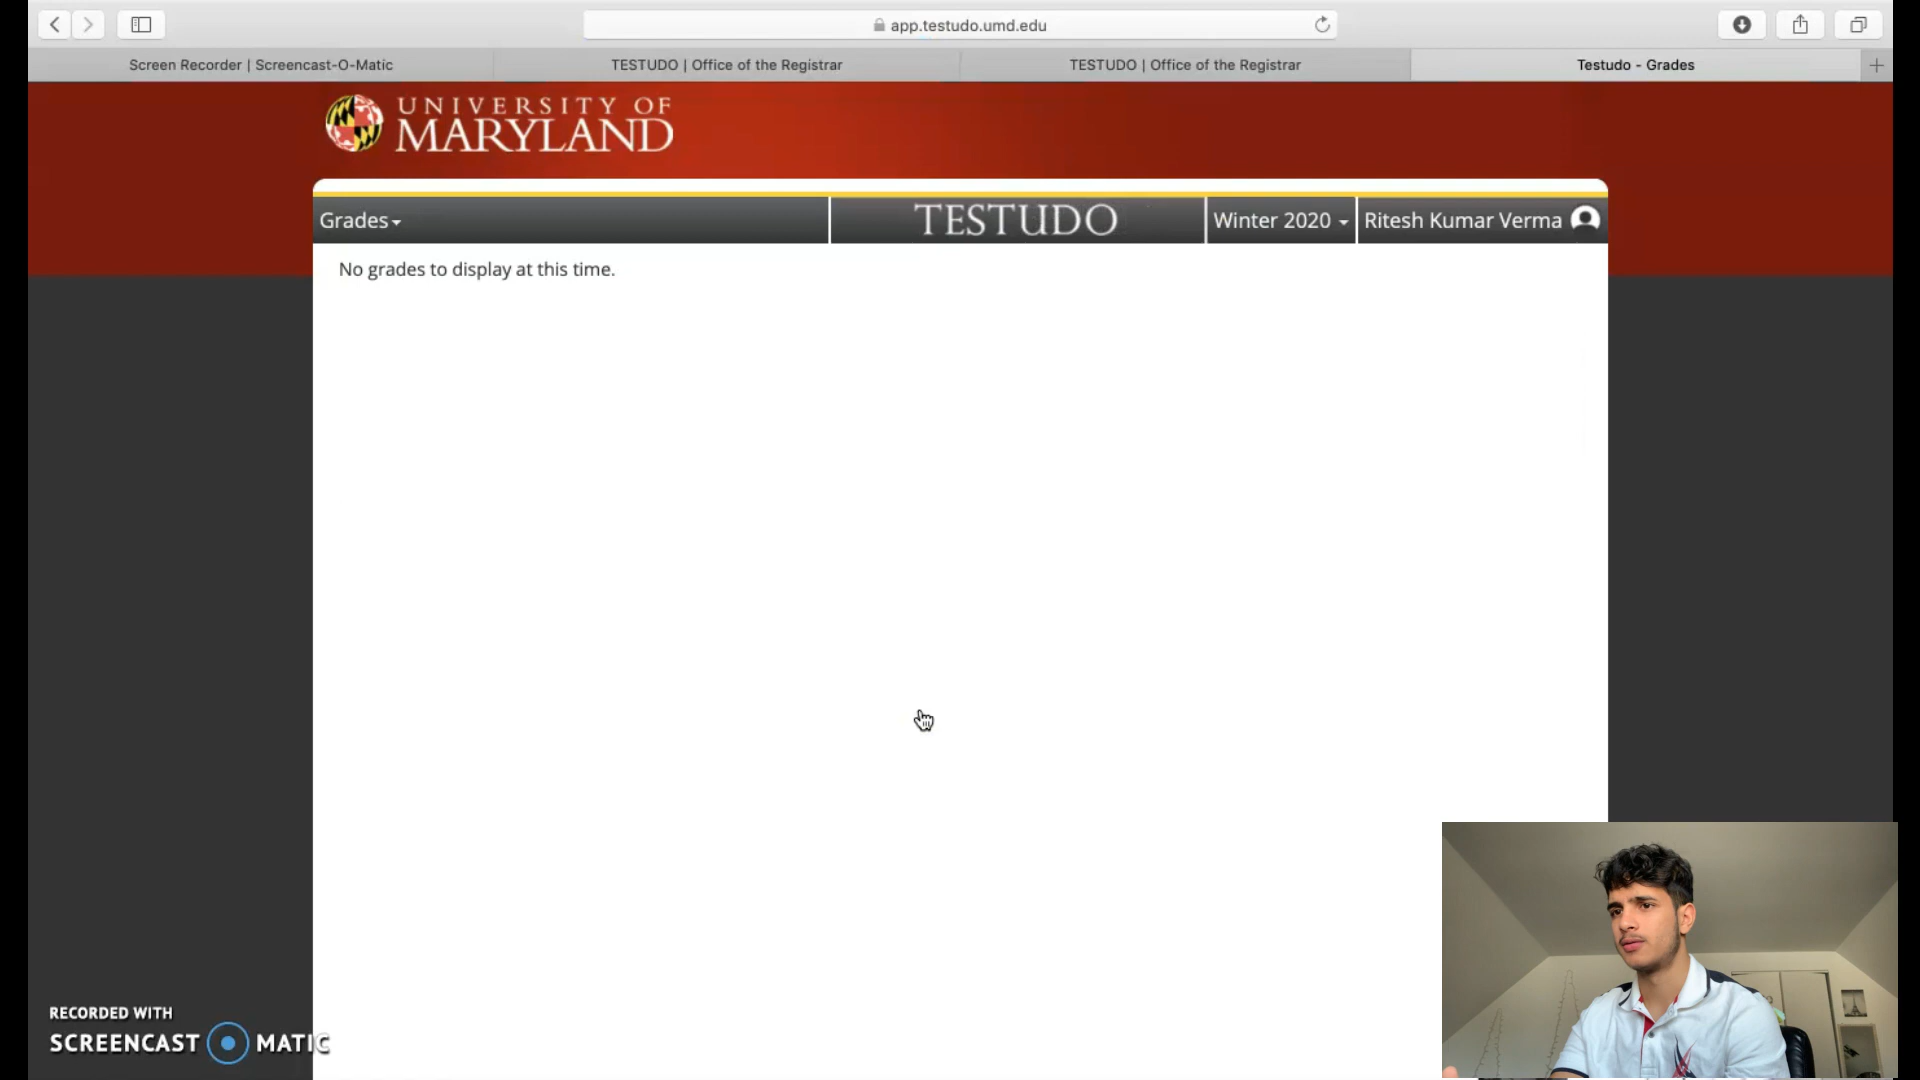 app.testudo.umd.edu
Screen Recorder | Screencast-O-Matic
TESTUDO | Office of the Registrar
TESTUDO | Office of the Registrar
Testudo - Grades
UNIVERSITY OF
MARYLAND
Grades
TESTUDO
Winter 2020
Ritesh Kumar Verma
No grades to display at this time.
RECORDED WITH
SCREENCAST MATIC